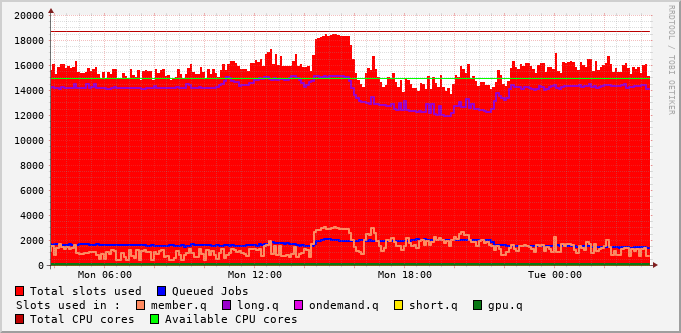 20000
18000
16000
14000
12000
10000
8000
6000
4000
2000
0
Mon 06:00 Mon 12:00 Mon 18:00 Tue 00:00
RRDTOOL / TOBI OETIKER
Total slots used Queued Jobs
Slots used in : member.q long.q ondemand.q short.q gpu.q
Total CPU cores Available CPU cores